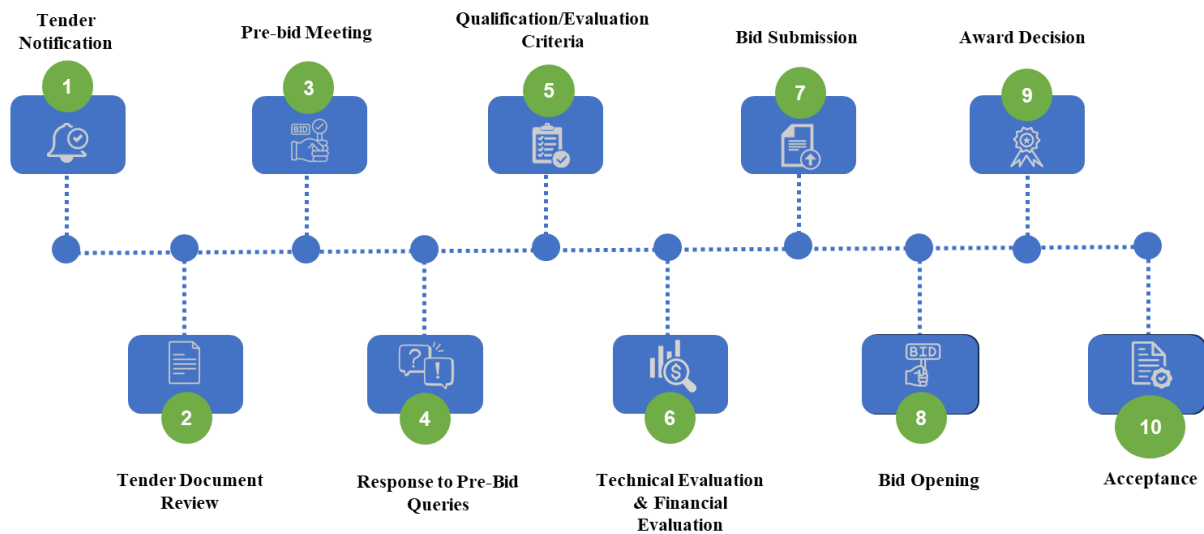 Tender
Notification
1
Tender Document
Review
2
Pre-bid Meeting
3
BID
Response to Pre-Bid
Queries
4
?
!
Qualification/Evaluation
Criteria
5
Technical Evaluation
& Financial
Evaluation
6
$
Bid Submission
7
Bid Opening
8
BID
Award Decision
9
Acceptance
10